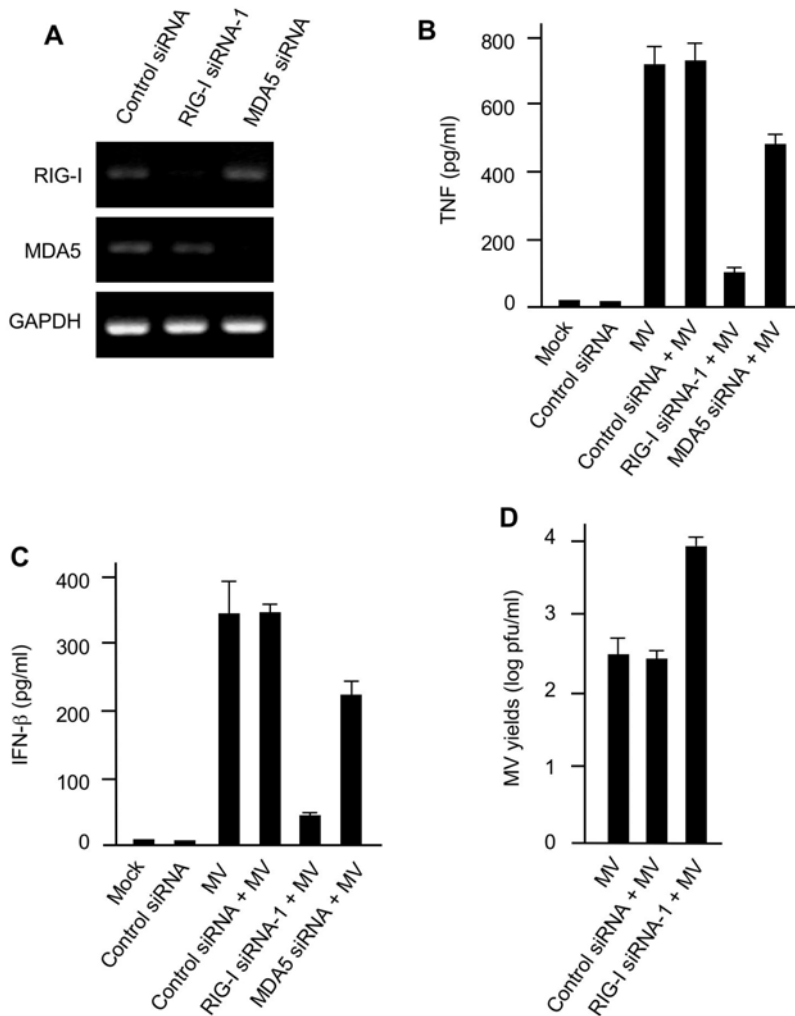 A
Control siRNA
RIG-I siRNA-1
MDA5 siRNA
RIG-I
MDA5
GAPDH
B
TNF (pg/ml)
800
600
400
200
0
Mock
Control siRNA
MV
Control siRNA + MV
RIG-I siRNA-1 + MV
MDA5 siRNA + MV
C
IFN-β (pg/ml)
400
300
200
100
0
Mock
Control siRNA
MV
Control siRNA + MV
RIG-I siRNA-1 + MV
MDA5 siRNA + MV
D
MV yields (log pfu/ml)
4
3
2
1
0
MV
Control siRNA + MV
RIG-I siRNA-1 + MV